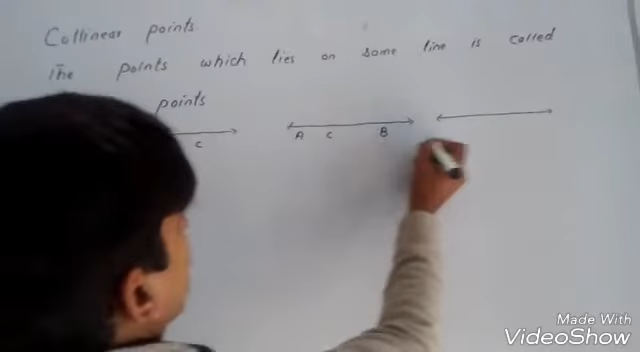 Collinear points
The points which lies on same line is called
points
C A C B
Made With
VideoShow